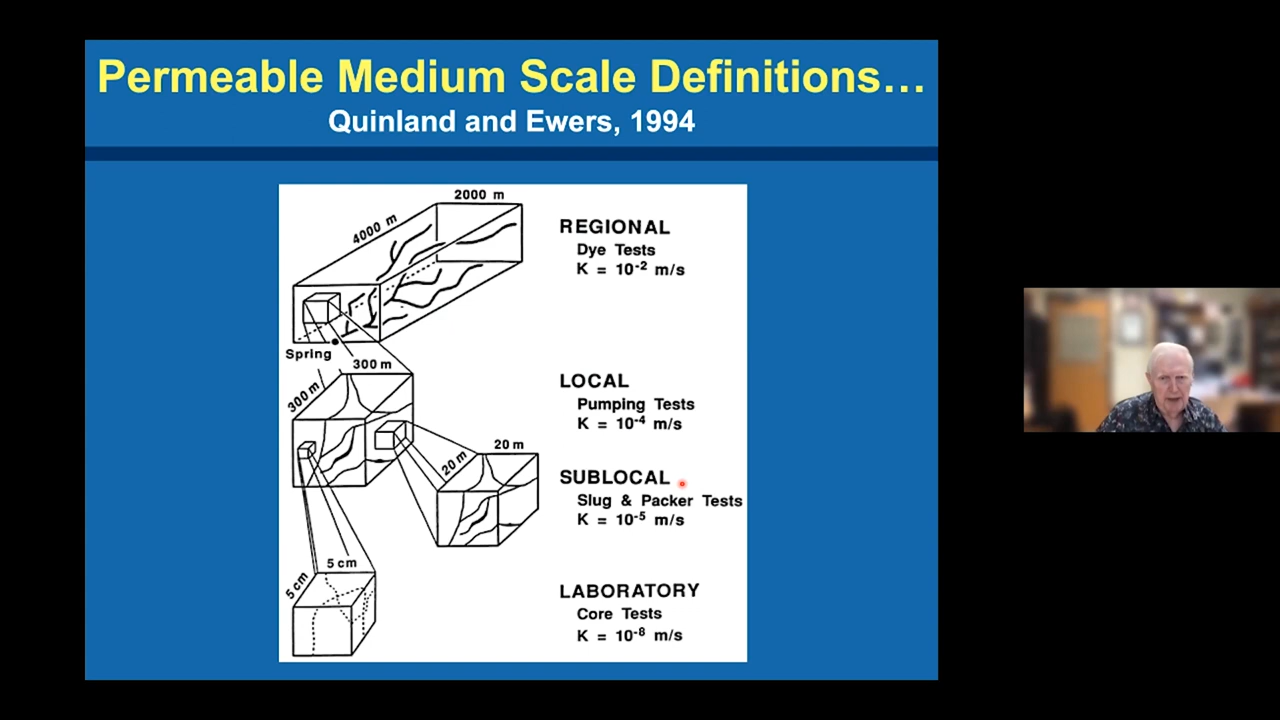 Permeable Medium Scale Definitions...
Quinland and Ewers, 1994
2000 m
4000 m
REGIONAL
Dye Tests
K = 10⁻² m/s
Spring
300 m
300 m
LOCAL
Pumping Tests
K = 10⁻⁴ m/s
20 m
20 m
SUBLOCAL
Slug & Packer Tests
K = 10⁻⁵ m/s
5 cm
5 cm
LABORATORY
Core Tests
K = 10⁻⁸ m/s